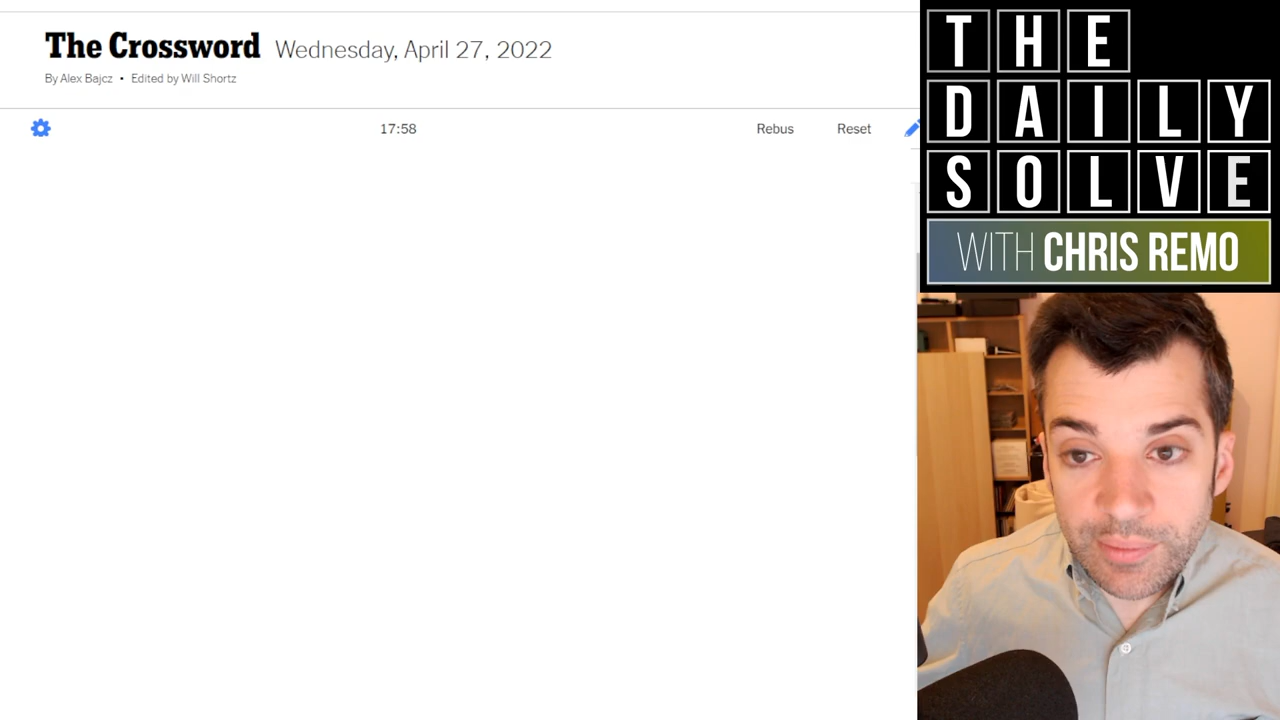 The Crossword Wednesday, April 27, 2022
By Alex Bajcz • Edited by Will Shortz
17:58 Rebus Reset
THE
DAILY
SOLVE
WITH CHRIS REMO